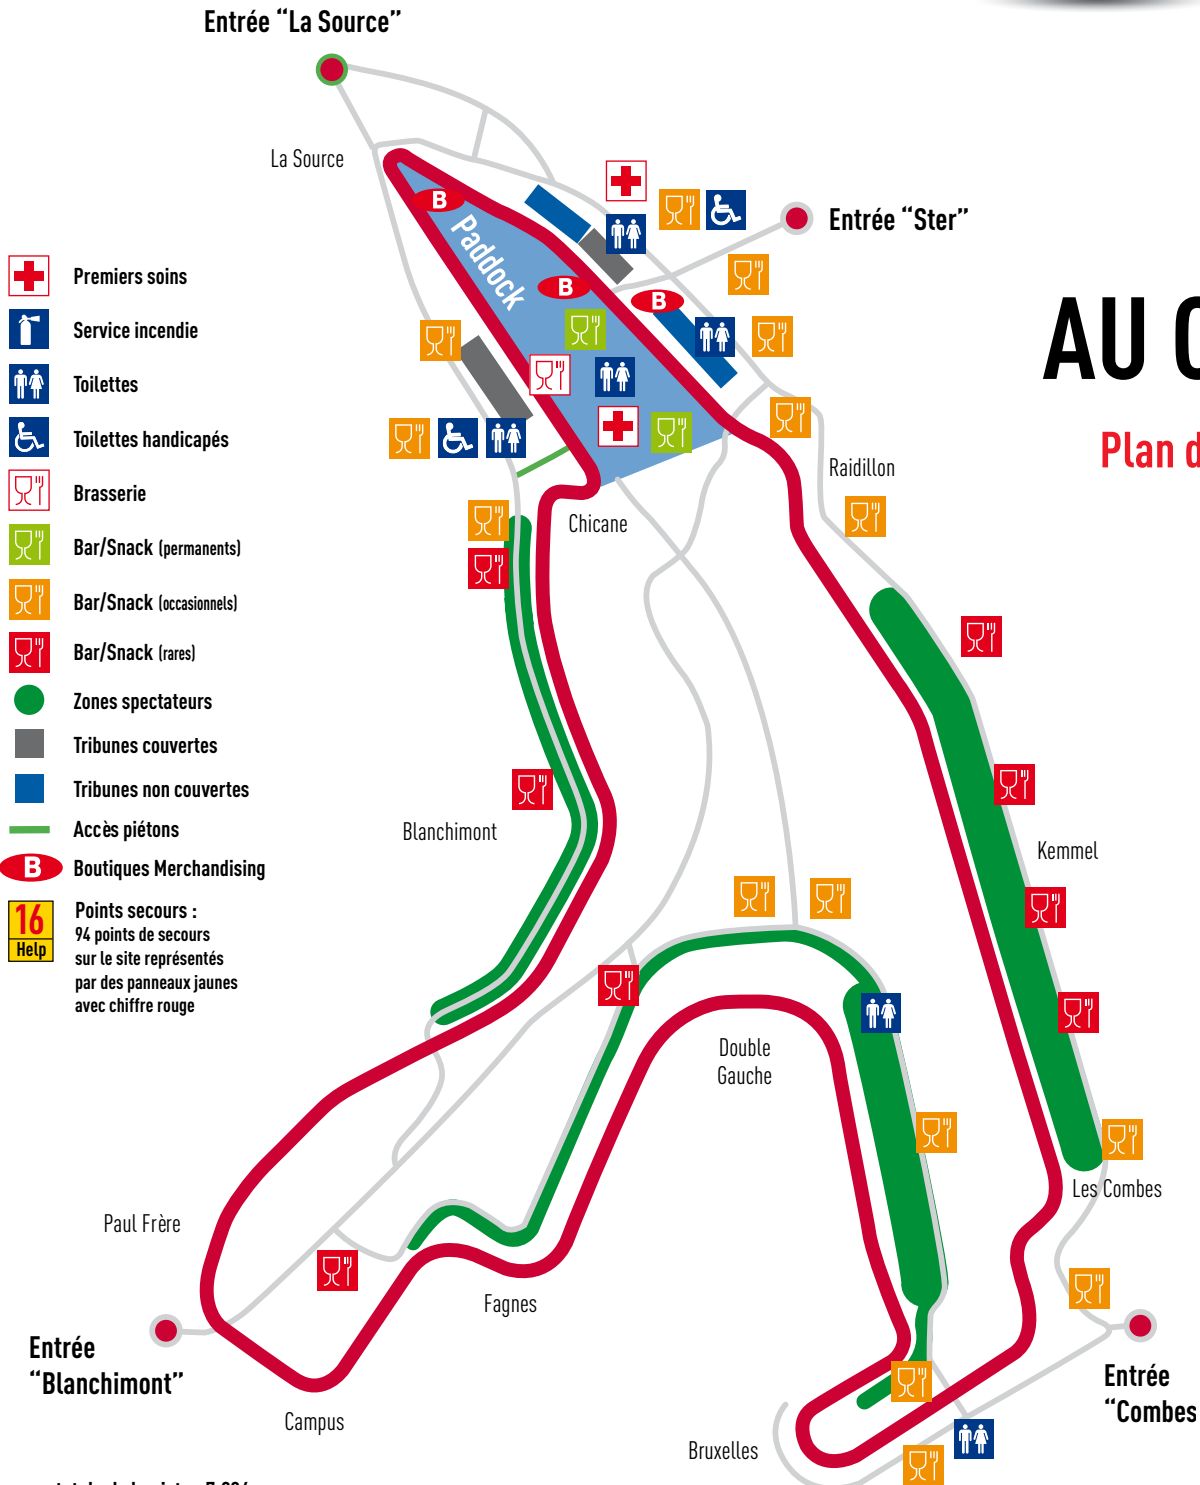 Entrée “La Source”
La Source
B
Paddock
Entrée “Ster”
B
B
Premiers soins
Service incendie
Toilettes
Toilettes handicapés
Brasserie
Bar/Snack (permanents)
Bar/Snack (occasionnels)
Bar/Snack (rares)
Zones spectateurs
Tribunes couvertes
Tribunes non couvertes
Accès piétons
B Boutiques Merchandising
16
Help
Points secours :
94 points de secours
sur le site représentés
par des panneaux jaunes
avec chiffre rouge
AU
Plan d
Raidillon
Chicane
Blanchimont
Kemmel
Double
Gauche
Les Combes
Paul Frère
Fagnes
Entrée
“Blanchimont”
Entrée
“Combes
Campus
Bruxelles